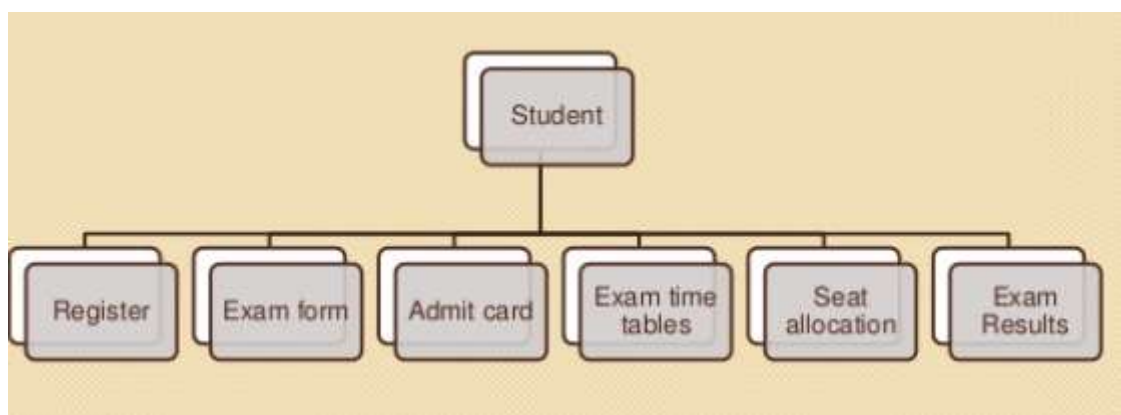 Student
Register
Exam form
Admit card
Exam time
tables
Seat
allocation
Exam
Results